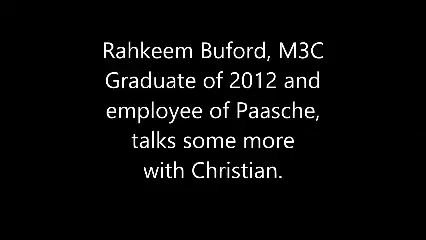 Rahkeem Buford, M3C
Graduate of 2012 and
employee of Paasche,
talks some more
with Christian.